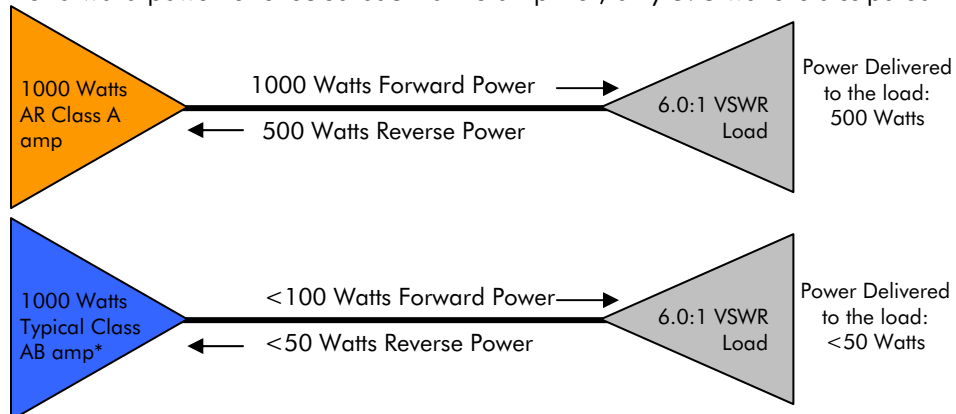 1000 Watts
AR Class A
amp
1000 Watts Forward Power
500 Watts Reverse Power
6.0:1 VSWR
Load
Power Delivered
to the load:
500 Watts
1000 Watts
Typical Class
AB amp*
<100 Watts Forward Power
<50 Watts Reverse Power
6.0:1 VSWR
Load
Power Delivered
to the load:
<50 Watts